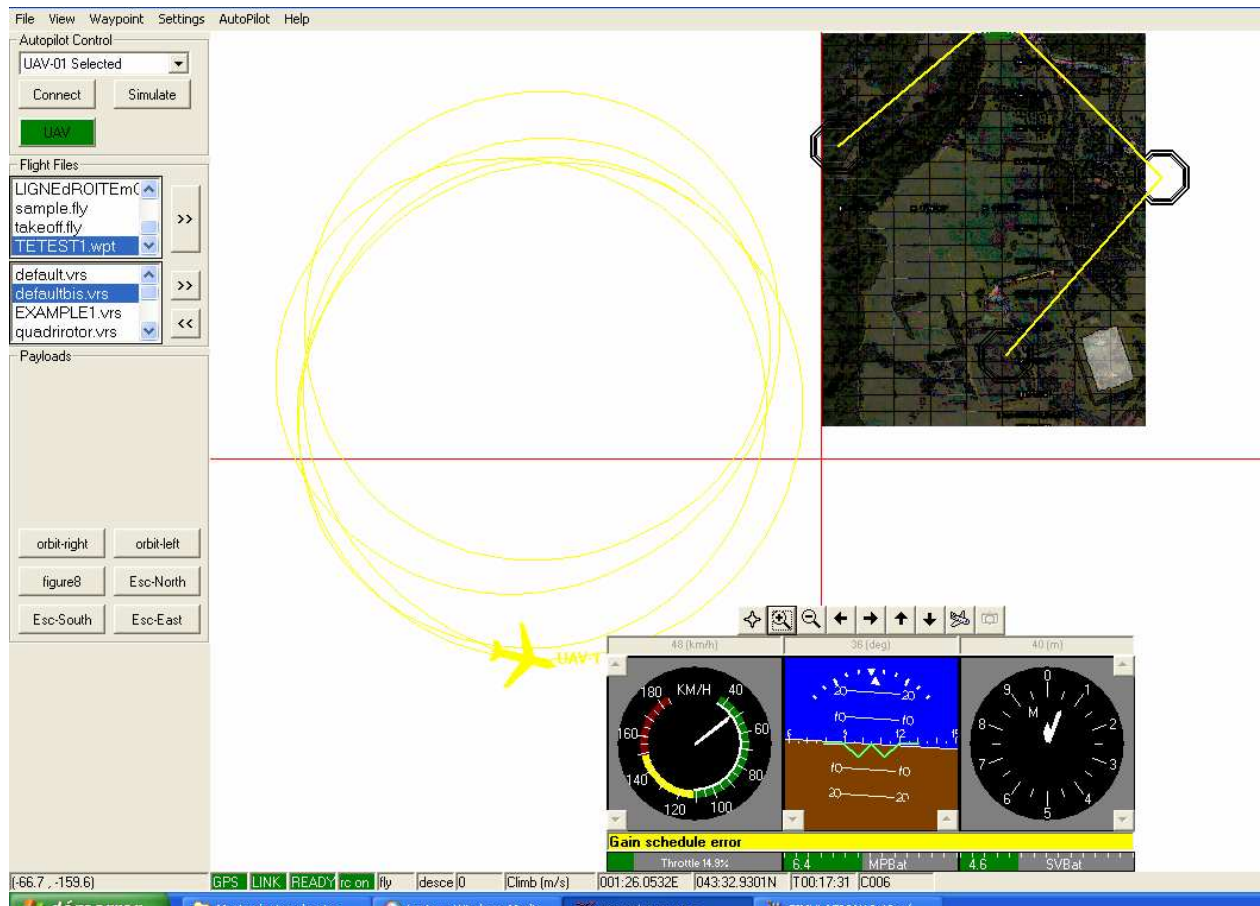 File View Waypoint Settings AutoPilot Help
Autopilot Control
UAV-01 Selected
Connect Simulate
UAV
Flight Files
LIGNEdROITEm
sample.fly
takeoff.fly
TETEST1.wpt
>>
default.vrs
defaultbis.vrs
EXAMPLE1.vrs
quadrirotor.vrs
>>
<<
Payloads
orbit-right orbit-left
figure8 Esc-North
Esc-South Esc-East
UAV-1
48 (km/h) 36 (deg) 40 (m)
KM/H
40
60
80
100
120
140
160
180
20 20
10 10
6 9 12 15
10 10
20 20
M
0
1
2
3
4
5
6
7
8
9
Gain schedule error
Throttle 14.9% 6.4 MPBat 4.6 SVBat
(-66.7 , -159.6) GPS LINK READY rc on fly desce 0 Climb (m/s) 001:26.0532E 043:32.9301N T00:17:31 C006